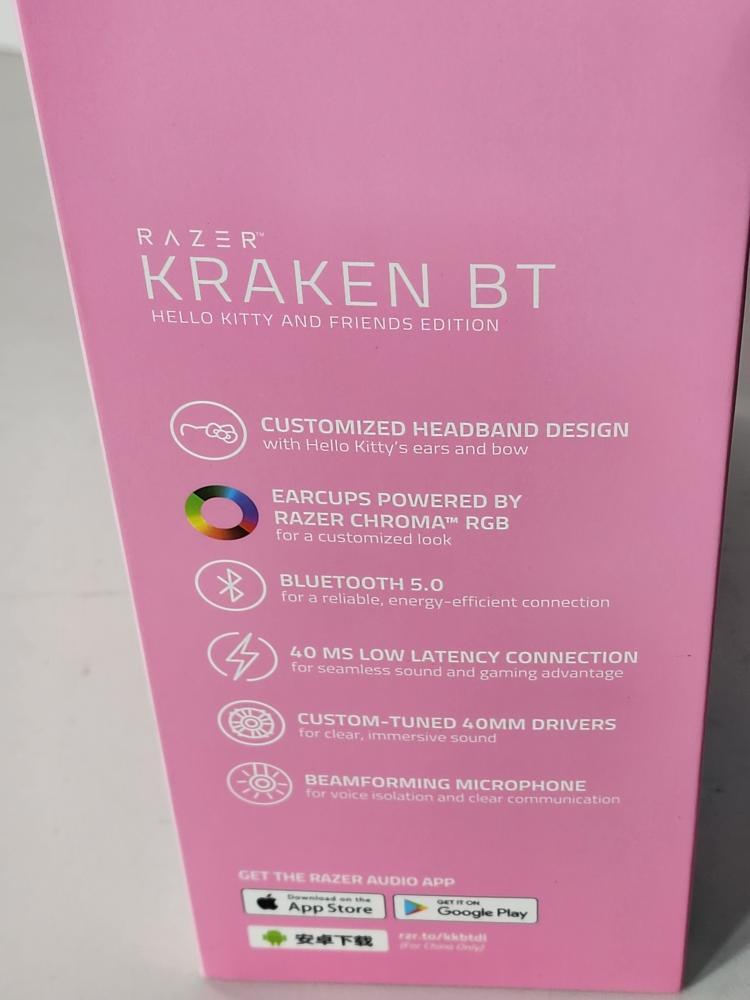 RAZER™
KRAKEN BT
HELLO KITTY AND FRIENDS EDITION
CUSTOMIZED HEADBAND DESIGN
with Hello Kitty's ears and bow
EARCUPS POWERED BY
RAZER CHROMA™ RGB
for a customized look
BLUETOOTH 5.0
for a reliable, energy-efficient connection
40 MS LOW LATENCY CONNECTION
for seamless sound and gaming advantage
CUSTOM-TUNED 40MM DRIVERS
for clear, immersive sound
BEAMFORMING MICROPHONE
for voice isolation and clear communication
GET THE RAZER AUDIO APP
Download on the
App Store
GET IT ON
Google Play
安卓下载
rzr.to/kkbtdl
(For China Only)